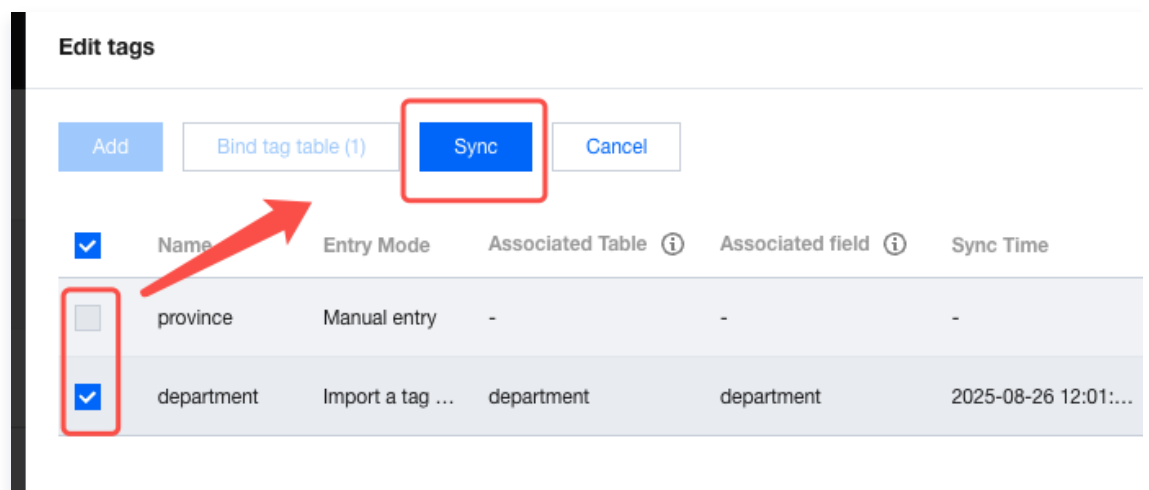 Edit tags
Add Bind tag table (1) Sync Cancel
Name Entry Mode Associated Table Associated field Sync Time
province Manual entry - - -
department Import a tag ... department department 2025-08-26 12:01:...